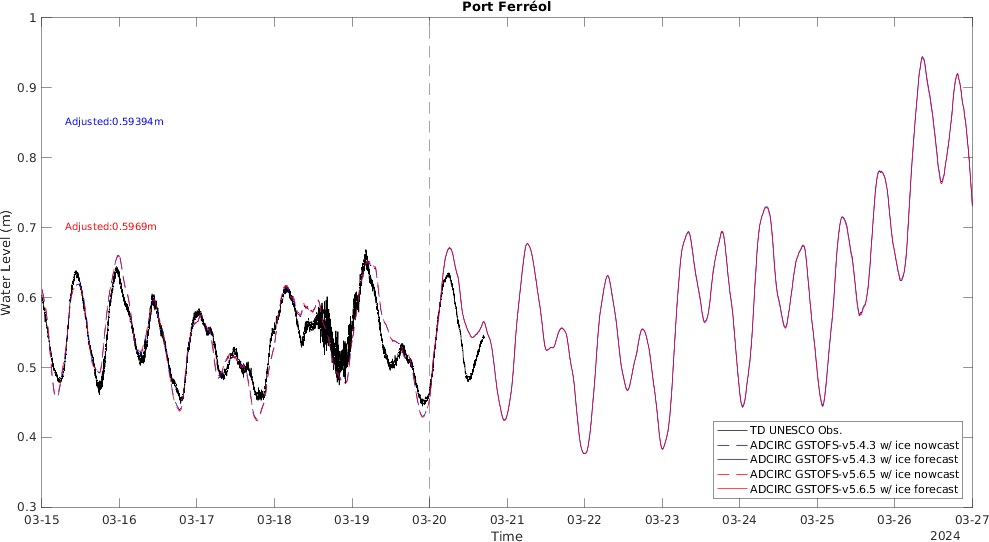 Port Ferréol
1
0.9
0.8
0.7
0.6
0.5
0.4
0.3
Water Level (m)
Adjusted:0.59394m
Adjusted:0.5969m
TD UNESCO Obs.
ADCIRC GSTOFS-v5.4.3 w/ ice nowcast
ADCIRC GSTOFS-v5.4.3 w/ ice forecast
ADCIRC GSTOFS-v5.6.5 w/ ice nowcast
ADCIRC GSTOFS-v5.6.5 w/ ice forecast
03-15 03-16 03-17 03-18 03-19 03-20 03-21 03-22 03-23 03-24 03-25 03-26 03-27
Time
2024